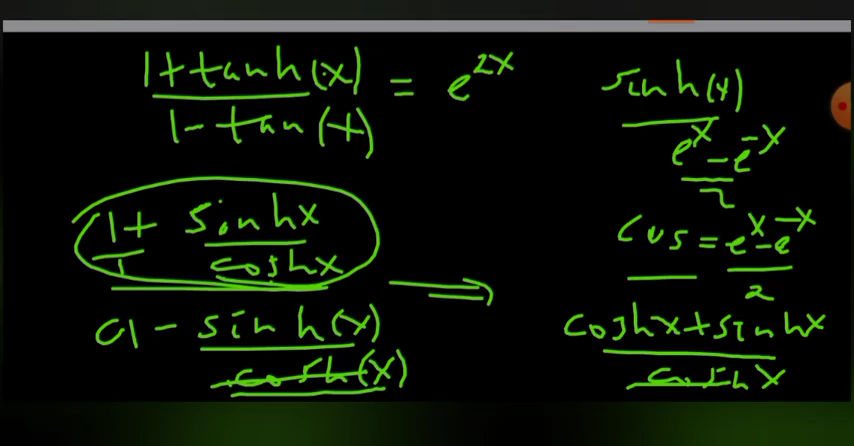 1+tanh(x) = e^2x
1-tan(x)
1/1 + sinhx/coshx
1 - sinh(x)/cosh(x)
⟹
sinh(x)
e^x - e^-x
2
cos = e^x - e^-x
2
coshx+sinhx
coshx